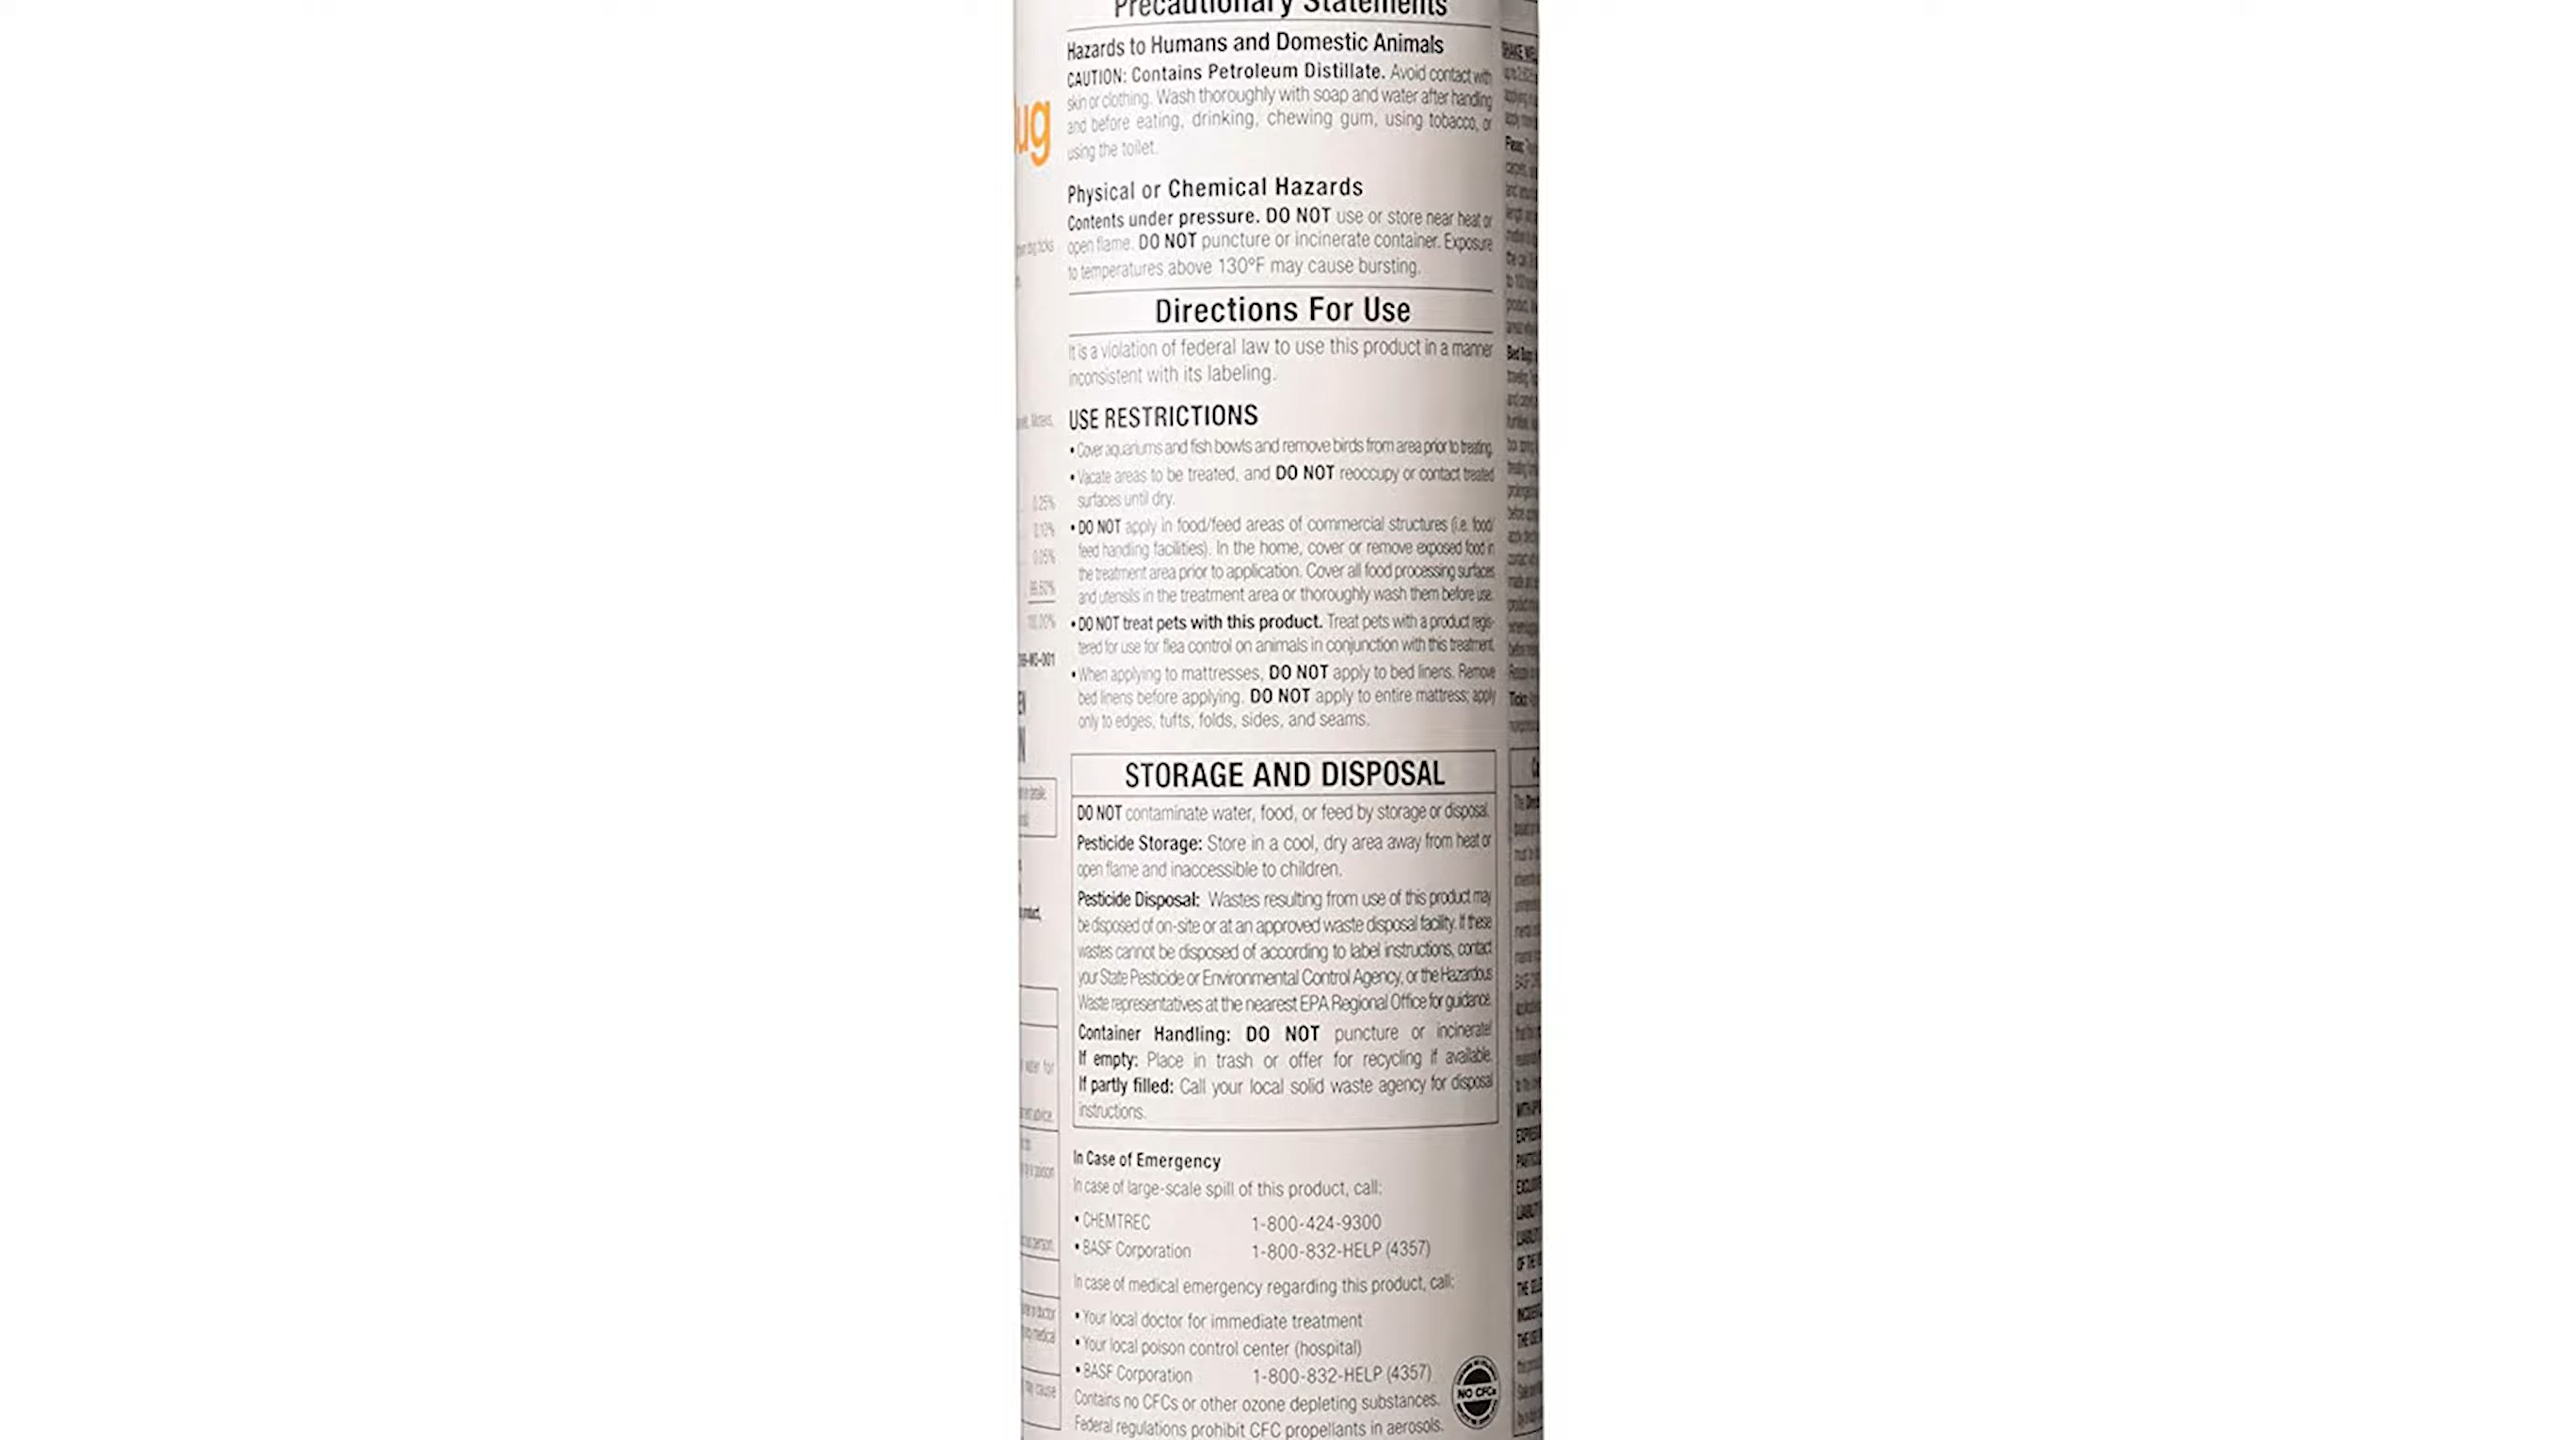 Precautionary Statements
Hazards to Humans and Domestic Animals
CAUTION: Contains Petroleum Distillate. Avoid contact with
skin or clothing. Wash thoroughly with soap and water after handling
and before eating, drinking, chewing gum, using tobacco, or
using the toilet.
Physical or Chemical Hazards
Contents under pressure. DO NOT use or store near heat or
open flame. DO NOT puncture or incinerate container. Exposure
to temperatures above 130°F may cause bursting.
Directions For Use
It is a violation of federal law to use this product in a manner
inconsistent with its labeling.
USE RESTRICTIONS
• Cover aquariums and fish bowls and remove birds from area prior to treating.
• Vacate areas to be treated, and DO NOT reoccupy or contact treated
surfaces until dry.
• DO NOT apply in food/feed areas of commercial structures (i.e. food/
feed handling facilities). In the home, cover or remove exposed food in
the treatment area prior to application. Cover all food processing surfaces
and utensils in the treatment area or thoroughly wash them before use.
• DO NOT treat pets with this product. Treat pets with a product regis-
tered for use for flea control on animals in conjunction with this treatment.
• When applying to mattresses, DO NOT apply to bed linens. Remove
bed linens before applying. DO NOT apply to entire mattress; apply
only to edges, tufts, folds, sides, and seams.
STORAGE AND DISPOSAL
DO NOT contaminate water, food, or feed by storage or disposal.
Pesticide Storage: Store in a cool, dry area away from heat or
open flame and inaccessible to children.
Pesticide Disposal: Wastes resulting from use of this product may
be disposed of on-site or at an approved waste disposal facility. If these
wastes cannot be disposed of according to label instructions, contact
your State Pesticide or Environmental Control Agency, or the Hazardous
Waste representatives at the nearest EPA Regional Office for guidance.
Container Handling: DO NOT puncture or incinerate!
If empty: Place in trash or offer for recycling if available.
If partly filled: Call your local solid waste agency for disposal
instructions.
In Case of Emergency
In case of large-scale spill of this product, call:
• CHEMTREC 1-800-424-9300
• BASF Corporation 1-800-832-HELP (4357)
In case of medical emergency regarding this product, call:
• Your local doctor for immediate treatment
• Your local poison control center (hospital)
• BASF Corporation 1-800-832-HELP (4357)
Contains no CFCs or other ozone depleting substances.
Federal regulations prohibit CFC propellants in aerosols.
NO CFCs
ug
0.25%
0.10%
0.05%
99.60%
100.00%